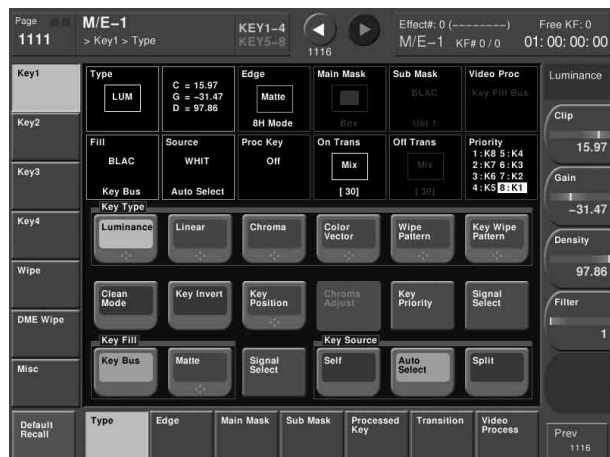 Page
1111
M/E−1
> Key1 > Type
KEY1−4
KEY5−8
1116
Effect#: 0 (−−−−−−−−)
Free KF: 0
M/E−1 KF# 0 / 0 01: 00: 00: 00
Key1
Key2
Key3
Key4
Wipe
DME Wipe
Misc
Default
Recall
Type
LUM
C = 15.97
G = −31.47
D = 97.86
Edge
Matte
8H Mode
Main Mask
Box
Sub Mask
BLAC
Util 1
Video Proc
Key Fill Bus
Fill
BLAC
Key Bus
Source
WHIT
Auto Select
Proc Key
Off
On Trans
Mix
[ 30]
Off Trans
Mix
[ 30]
Priority
1:K8 5:K4
2:K7 6:K3
3:K6 7:K2
4:K5 8:K1
Key Type
Luminance
Linear
Chroma
Color
Vector
Wipe
Pattern
Key Wipe
Pattern
Clean
Mode
Key Invert
Key
Position
Chroma
Adjust
Key
Priority
Signal
Select
Key Fill
Key Bus
Matte
Signal
Select
Key Source
Self
Auto
Select
Split
Type
Edge
Main Mask
Sub Mask
Processed
Key
Transition
Video
Process
Luminance
Clip
15.97
Gain
−31.47
Density
97.86
Filter
1
Prev
1116